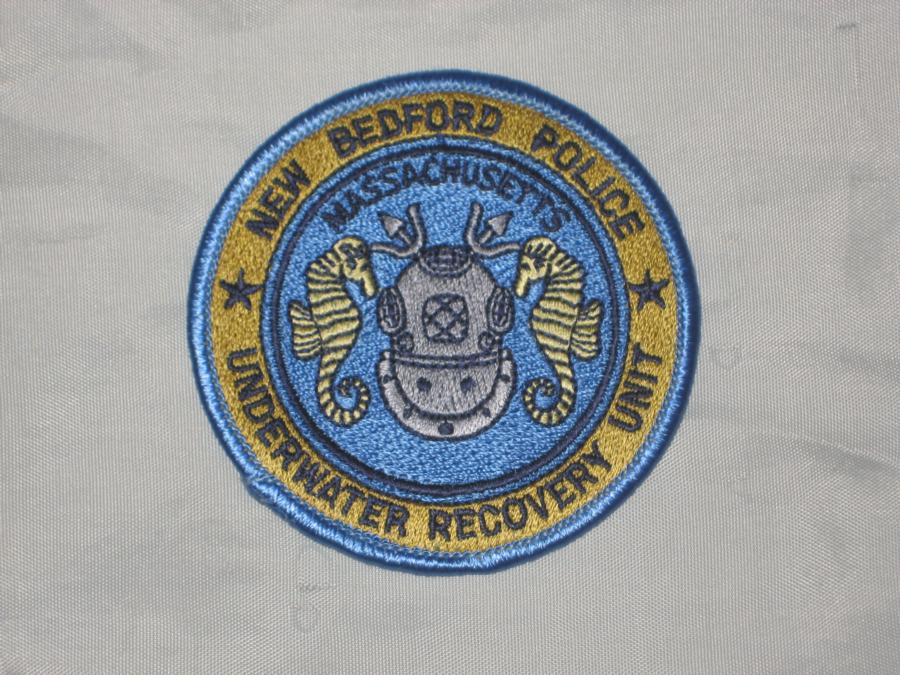 NEW BEDFORD POLICE
MASSACHUSETTS
UNDERWATER RECOVERY UNIT